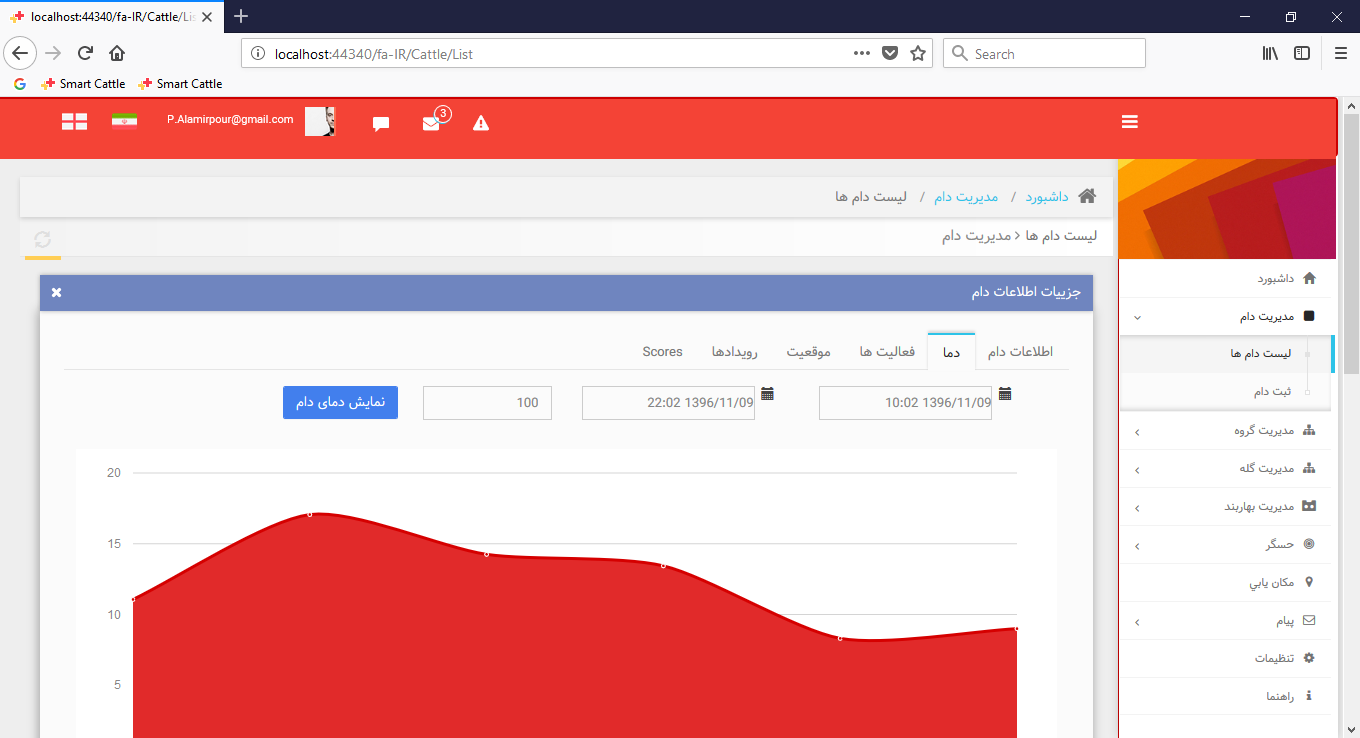 localhost:44340/fa-IR/Cattle/Lis
localhost:44340/fa-IR/Cattle/List
Search
Smart Cattle
Smart Cattle
P.Alamirpour@gmail.com
3
داشبورد / مدیریت دام / لیست دام ها
لیست دام ها > مدیریت دام
جزییات اطلاعات دام
اطلاعات دام
دما
فعالیت ها
موقعیت
رویدادها
Scores
1396/11/09 10:02
1396/11/09 22:02
100
نمایش دمای دام
20
15
10
5
داشبورد
مدیریت دام
لیست دام ها
ثبت دام
مدیریت گروه
مدیریت گله
مدیریت بهاربند
حسگر
مکان يابي
پیام
تنظیمات
راهنما